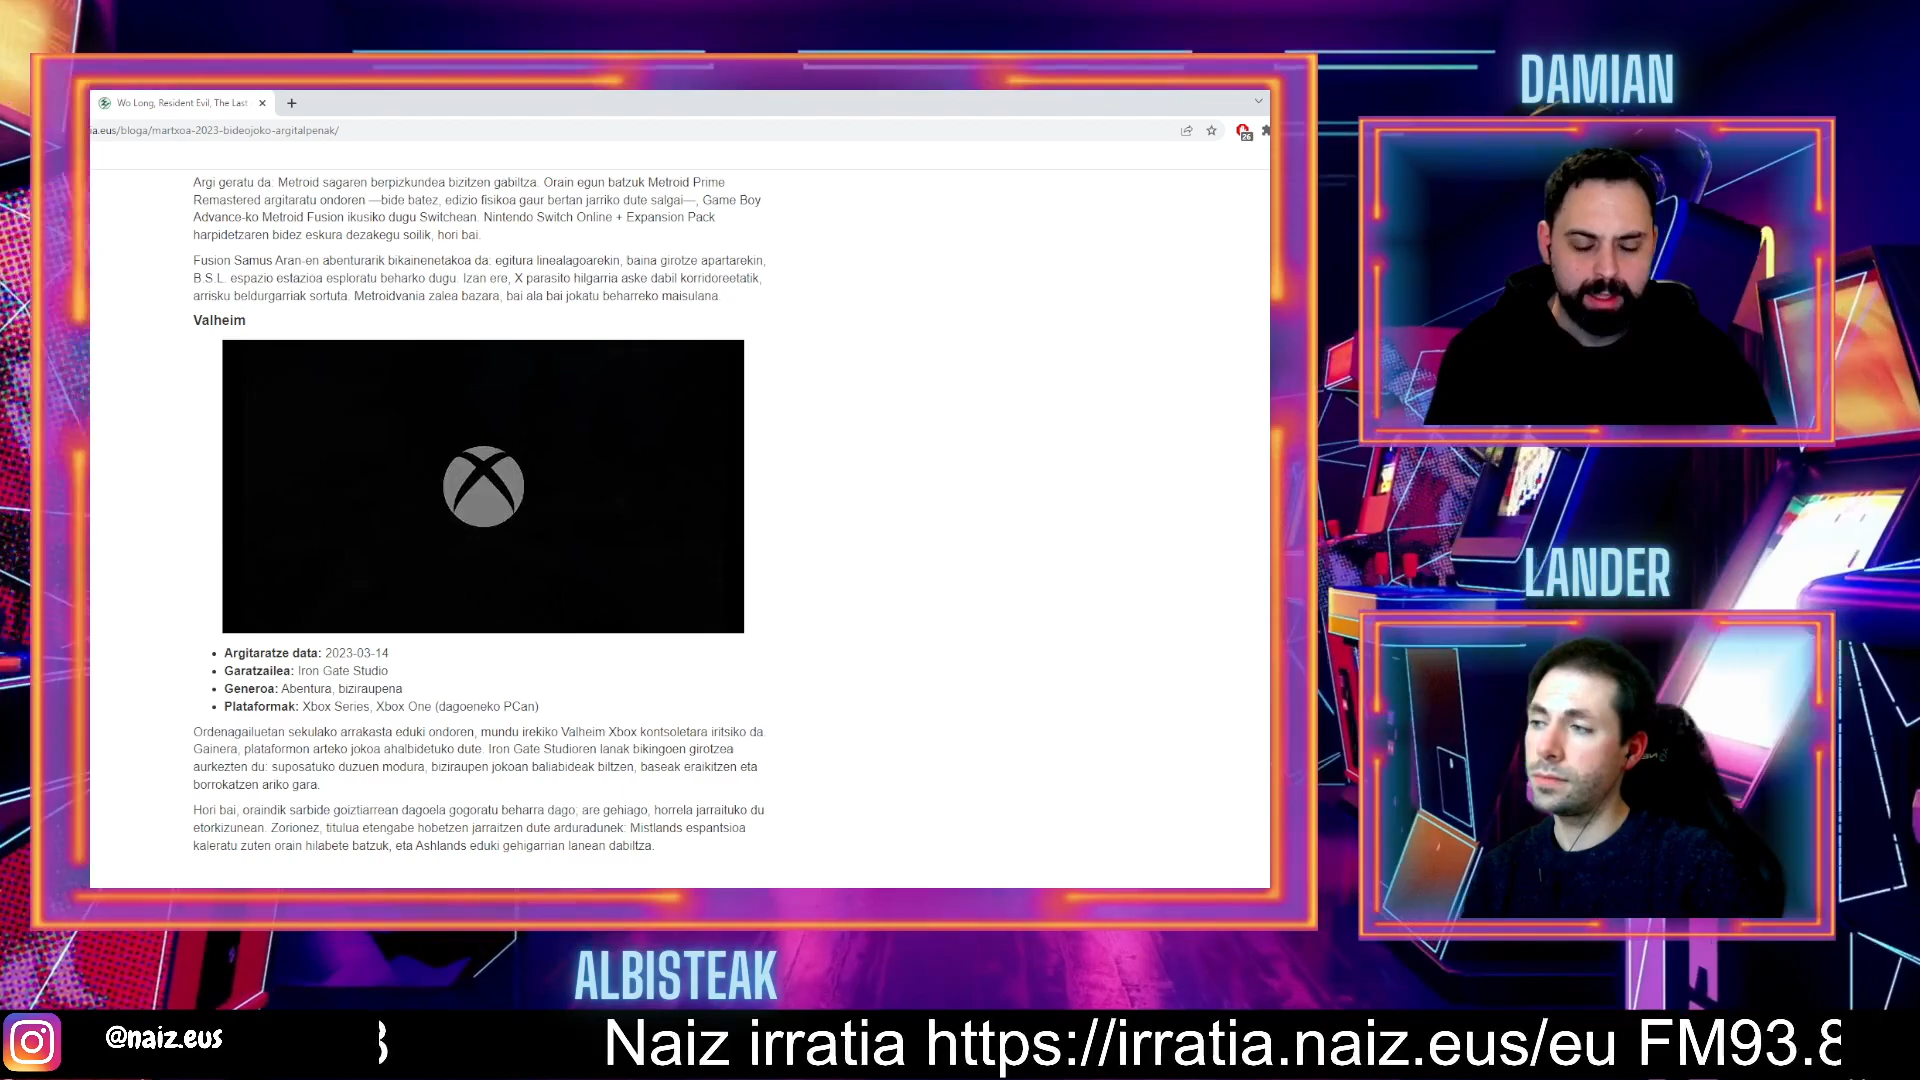 Wo Long, Resident Evil, The Last
ia.eus/bloga/martxoa-2023-bideojoko-argitalpenak/
26
Argi geratu da: Metroid sagaren berpizkundea bizitzen gabiltza. Orain egun batzuk Metroid Prime
Remastered argitaratu ondoren —bide batez, edizio fisikoa gaur bertan jarriko dute salgai—, Game Boy
Advance-ko Metroid Fusion ikusiko dugu Switchean. Nintendo Switch Online + Expansion Pack
harpidetzaren bidez eskura dezakegu soilik, hori bai.
Fusion Samus Aran-en abenturarik bikainenetakoa da: egitura linealagoarekin, baina girotze apartarekin,
B.S.L. espazio estazioa esploratu beharko dugu. Izan ere, X parasito hilgarria aske dabil korridoreetatik,
arrisku beldurgarriak sortuta. Metroidvania zalea bazara, bai ala bai jokatu beharreko maisulana.
Valheim
Argitaratze data: 2023-03-14
Garatzailea: Iron Gate Studio
Generoa: Abentura, biziraupena
Plataformak: Xbox Series, Xbox One (dagoeneko PCan)
Ordenagailuetan sekulako arrakasta eduki ondoren, mundu irekiko Valheim Xbox kontsoletara iritsiko da.
Gainera, plataformon arteko jokoa ahalbidetuko dute. Iron Gate Studioren lanak bikingoen girotzea
aurkezten du: suposatuko duzuen modura, biziraupen jokoan baliabideak biltzen, baseak eraikitzen eta
borrokatzen ariko gara.
Hori bai, oraindik sarbide goiztiarrean dagoela gogoratu beharra dago; are gehiago, horrela jarraituko du
etorkizunean. Zorionez, titulua etengabe hobetzen jarraitzen dute arduradunek: Mistlands espantsioa
kaleratu zuten orain hilabete batzuk, eta Ashlands eduki gehigarrian lanean dabiltza.
DAMIAN
LANDER
ALBISTEAK
@naiz.eus
Naiz irratia https://irratia.naiz.eus/eu FM93.8